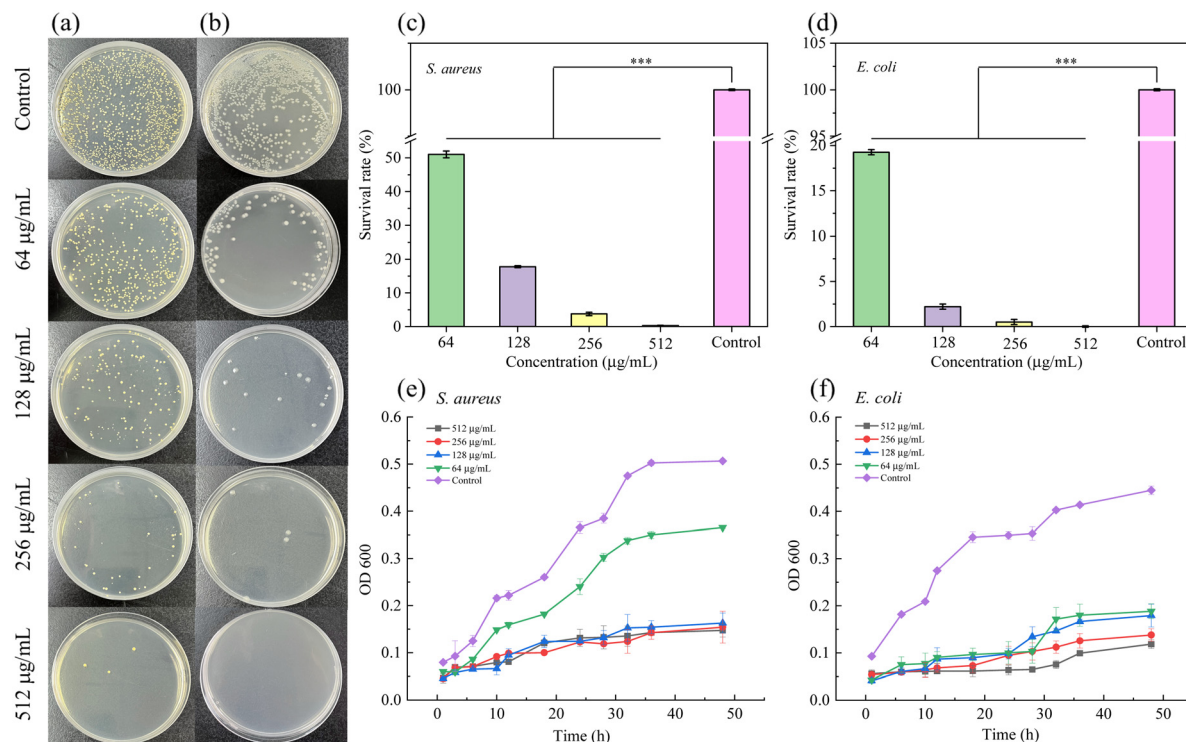 (a)
(b)
Control
64 μg/mL
128 μg/mL
256 μg/mL
512 μg/mL
(c)
S. aureus
***
Survival rate (%)
100
50
40
30
20
10
0
64
128
256
512
Control
Concentration (μg/mL)
(d)
E. coli
***
Survival rate (%)
105
100
95
20
15
10
5
0
64
128
256
512
Control
Concentration (μg/mL)
(e)
S. aureus
512 μg/mL
256 μg/mL
128 μg/mL
64 μg/mL
Control
OD 600
0.6
0.5
0.4
0.3
0.2
0.1
0.0
0
10
20
30
40
50
Time (h)
(f)
E. coli
512 μg/mL
256 μg/mL
128 μg/mL
64 μg/mL
Control
OD 600
0.6
0.5
0.4
0.3
0.2
0.1
0.0
0
10
20
30
40
50
Time (h)